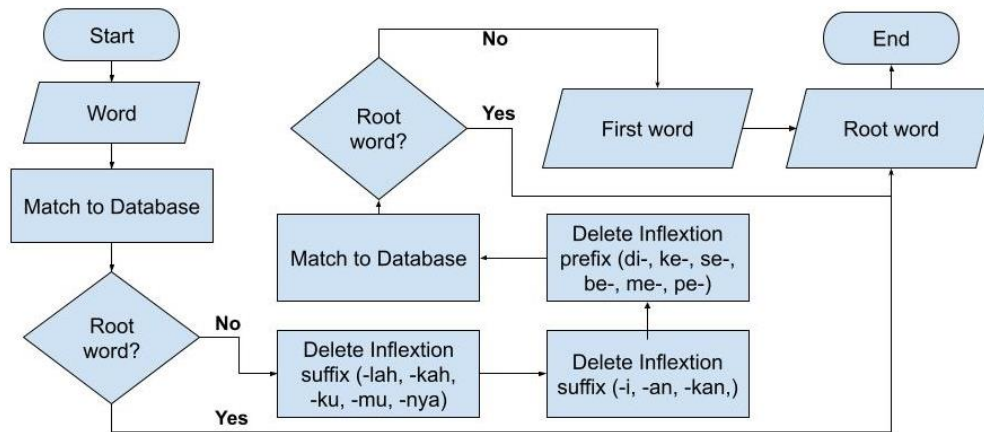 Start
Word
Match to Database
Root
word?
No
Yes
Delete Inflextion
suffix (-lah, -kah,
-ku, -mu, -nya)
Delete Inflextion
suffix (-i, -an, -kan,)
Delete Inflextion
prefix (di-, ke-, se-,
be-, me-, pe-)
Match to Database
Root
word?
No
Yes
First word
Root word
End